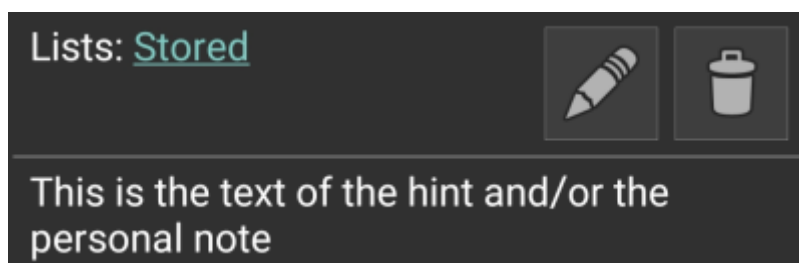 Lists: Stored
This is the text of the hint and/or the
personal note